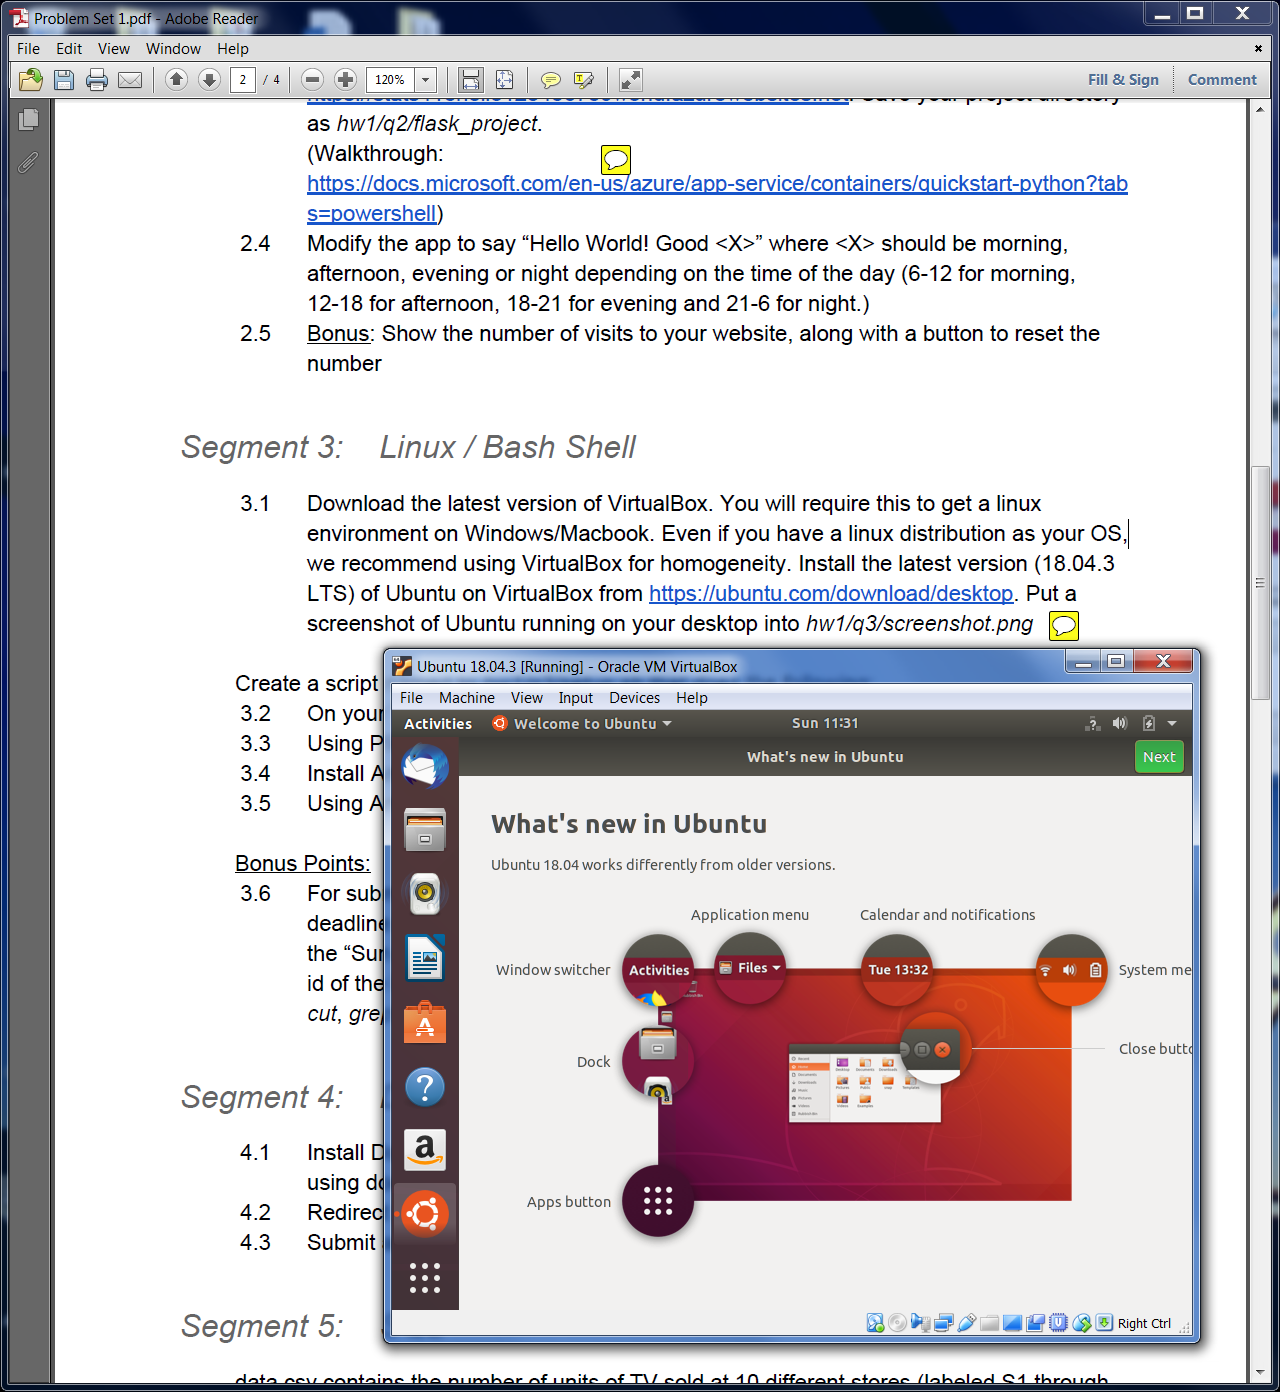 Problem Set 1.pdf - Adobe Reader
File Edit View Window Help
2 / 4 120% Fill & Sign Comment
Save your project directory
as hw1/q2/flask_project.
(Walkthrough:
https://docs.microsoft.com/en-us/azure/app-service/containers/quickstart-python?tab
s=powershell)
2.4 Modify the app to say “Hello World! Good <X>” where <X> should be morning,
afternoon, evening or night depending on the time of the day (6-12 for morning,
12-18 for afternoon, 18-21 for evening and 21-6 for night.)
2.5 Bonus: Show the number of visits to your website, along with a button to reset the
number
Segment 3: Linux / Bash Shell
3.1 Download the latest version of VirtualBox. You will require this to get a linux
environment on Windows/Macbook. Even if you have a linux distribution as your OS,
we recommend using VirtualBox for homogeneity. Install the latest version (18.04.3
LTS) of Ubuntu on VirtualBox from https://ubuntu.com/download/desktop. Put a
screenshot of Ubuntu running on your desktop into hw1/q3/screenshot.png
Create a script
3.2 On your
3.3 Using P
3.4 Install A
3.5 Using A
Bonus Points:
3.6 For sub
deadline
the “Sur
id of the
cut, grep
Segment 4:
4.1 Install D
using do
4.2 Redirec
4.3 Submit
Segment 5:
data.csv contains the number of units of TV sold at 10 different stores (labeled S1 through
Ubuntu 18.04.3 [Running] - Oracle VM VirtualBox
File Machine View Input Devices Help
Activities Welcome to Ubuntu Sun 11:31
What's new in Ubuntu Next
What's new in Ubuntu
Ubuntu 18.04 works differently from older versions.
Application menu Calendar and notifications
Window switcher Activities Files Tue 13:32 System me
Dock Close butto
Apps button
Right Ctrl